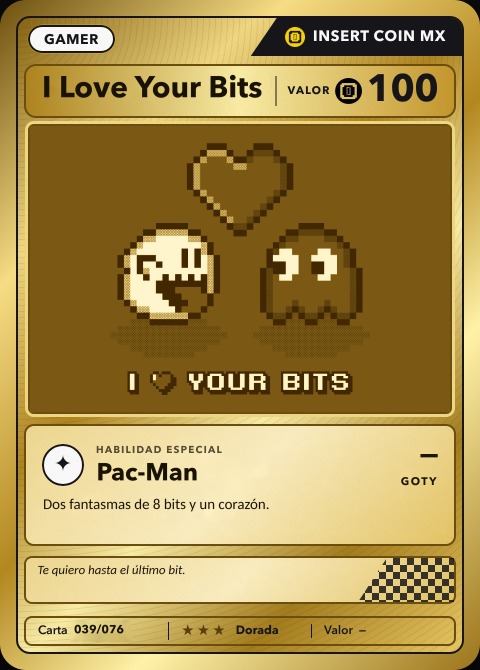 GAMER
INSERT COIN MX
I Love Your Bits
VALOR 100
I YOUR BITS
HABILIDAD ESPECIAL
Pac-Man
–
GOTY
Dos fantasmas de 8 bits y un corazón.
Te quiero hasta el último bit.
Carta 039/076
★★★ Dorada
Valor –